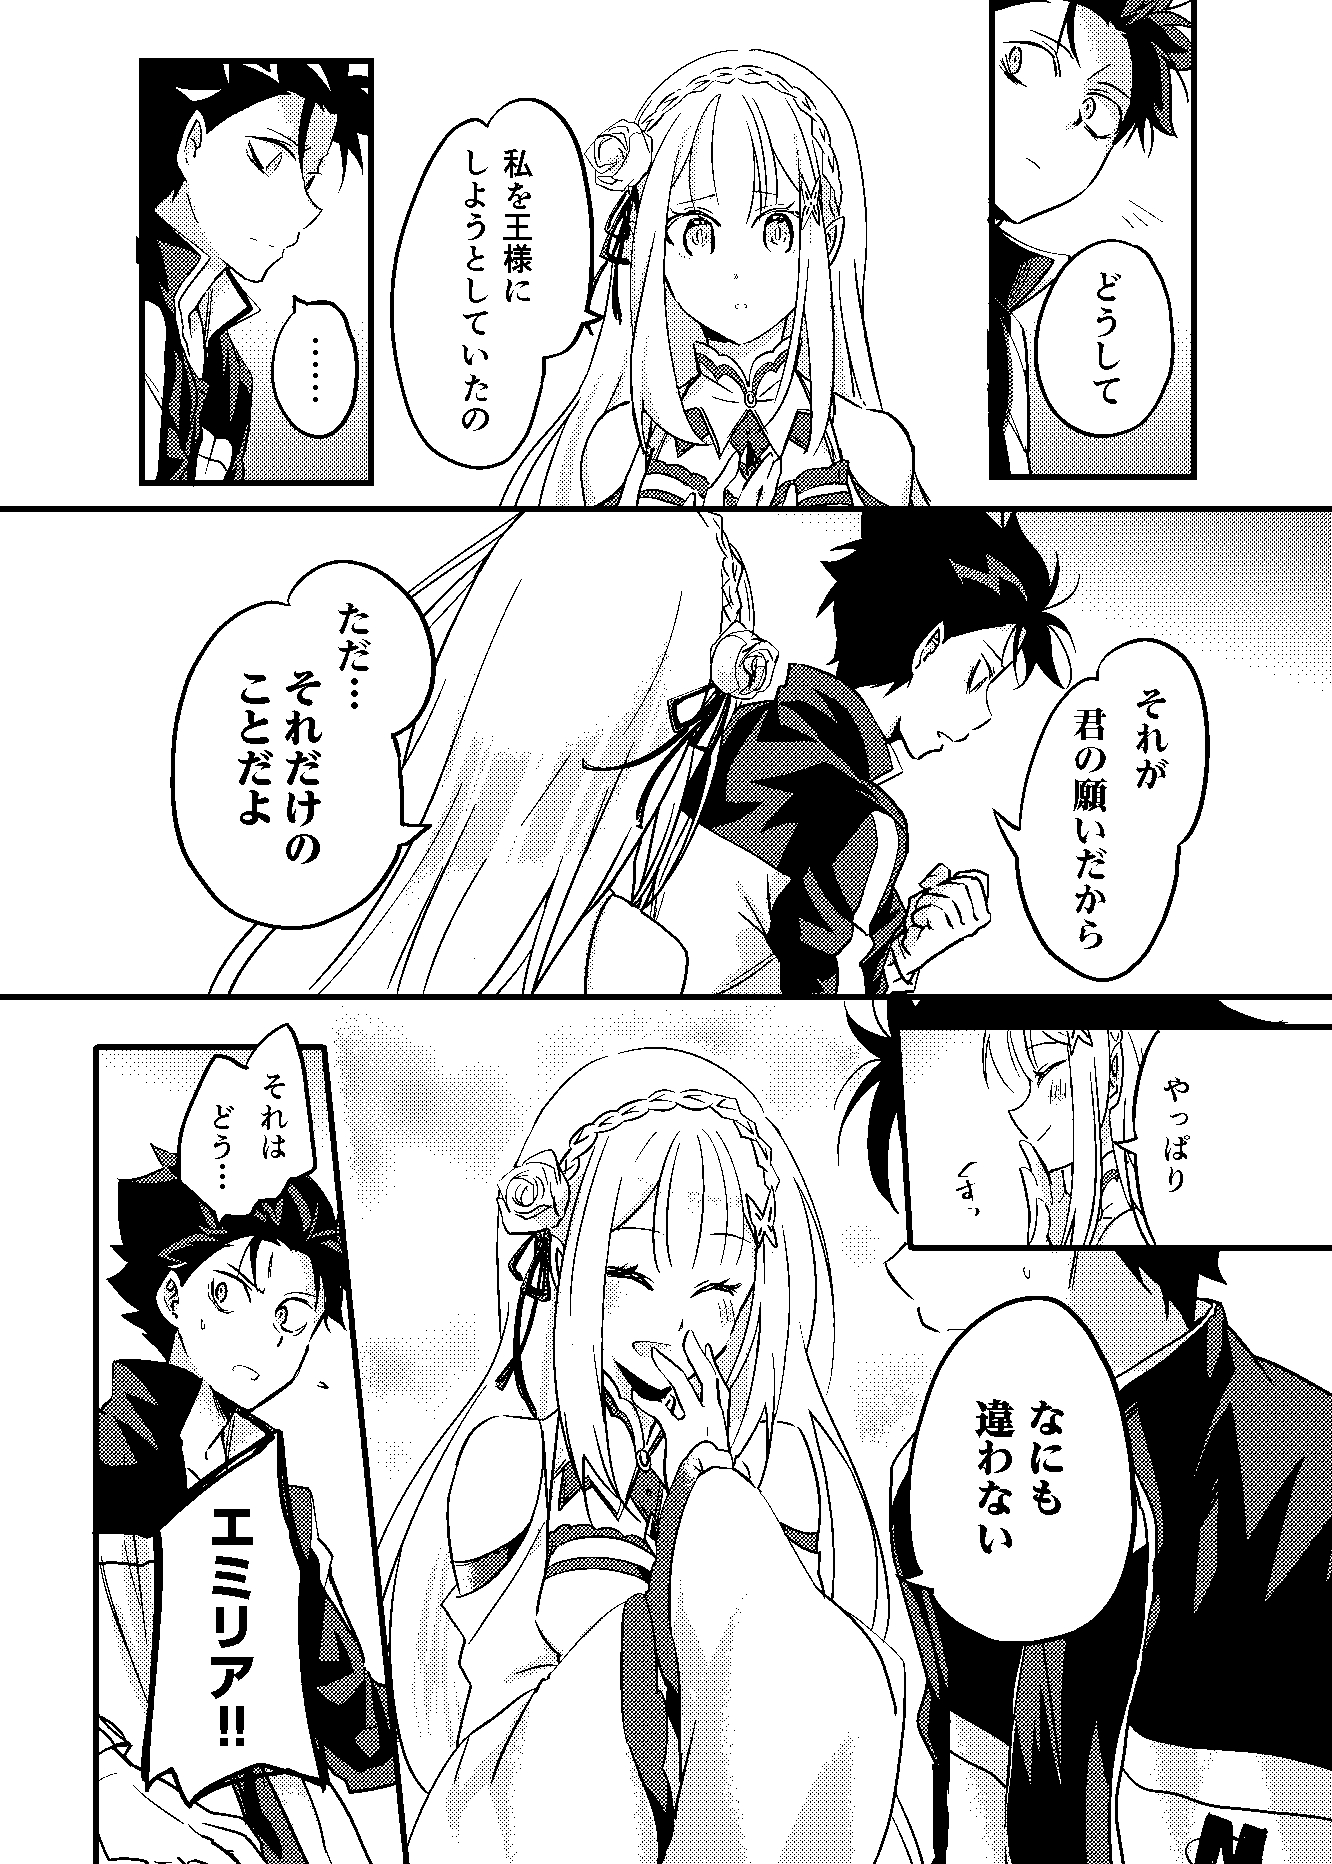 どうして
私を王様に
しようとしていたの
……
それが
君の願いだから
ただ…
それだけの
ことだよ
やっぱり
くすっ
なにも
違わない
それは
どう…
エミリア!!
N